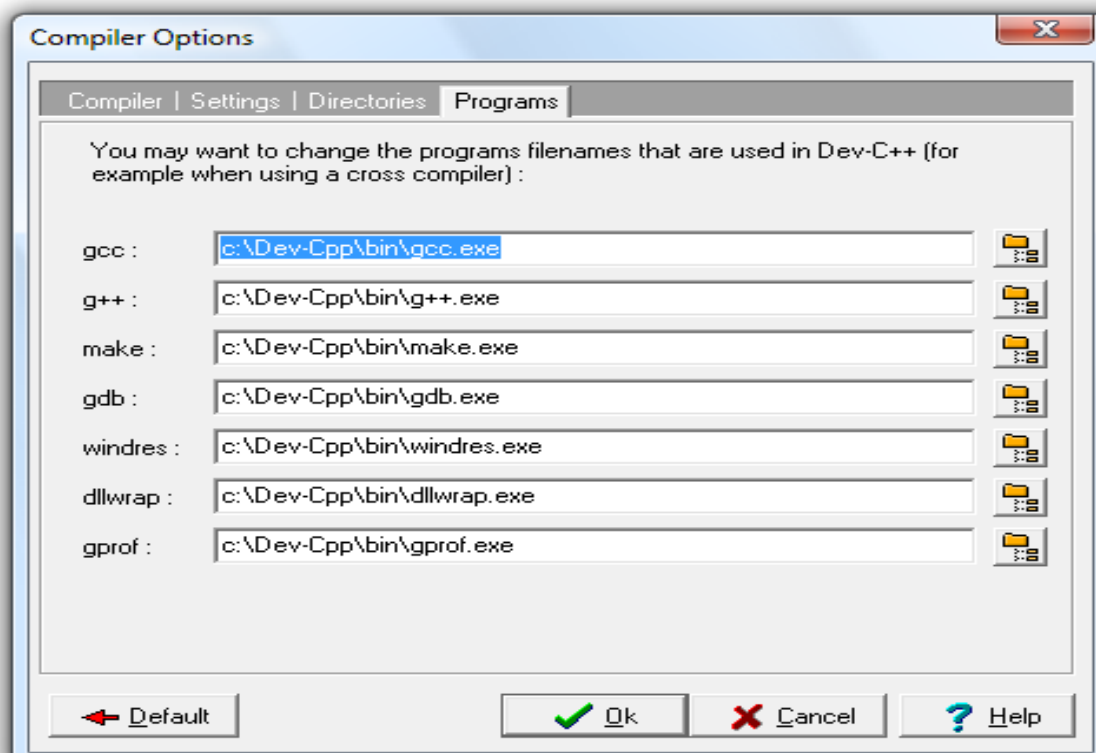 Compiler Options
Compiler | Settings | Directories Programs
You may want to change the programs filenames that are used in Dev-C++ (for
example when using a cross compiler) :
gcc : c:\Dev-Cpp\bin\gcc.exe
g++ : c:\Dev-Cpp\bin\g++.exe
make : c:\Dev-Cpp\bin\make.exe
gdb : c:\Dev-Cpp\bin\gdb.exe
windres : c:\Dev-Cpp\bin\windres.exe
dllwrap : c:\Dev-Cpp\bin\dllwrap.exe
gprof : c:\Dev-Cpp\bin\gprof.exe
Default Ok Cancel Help